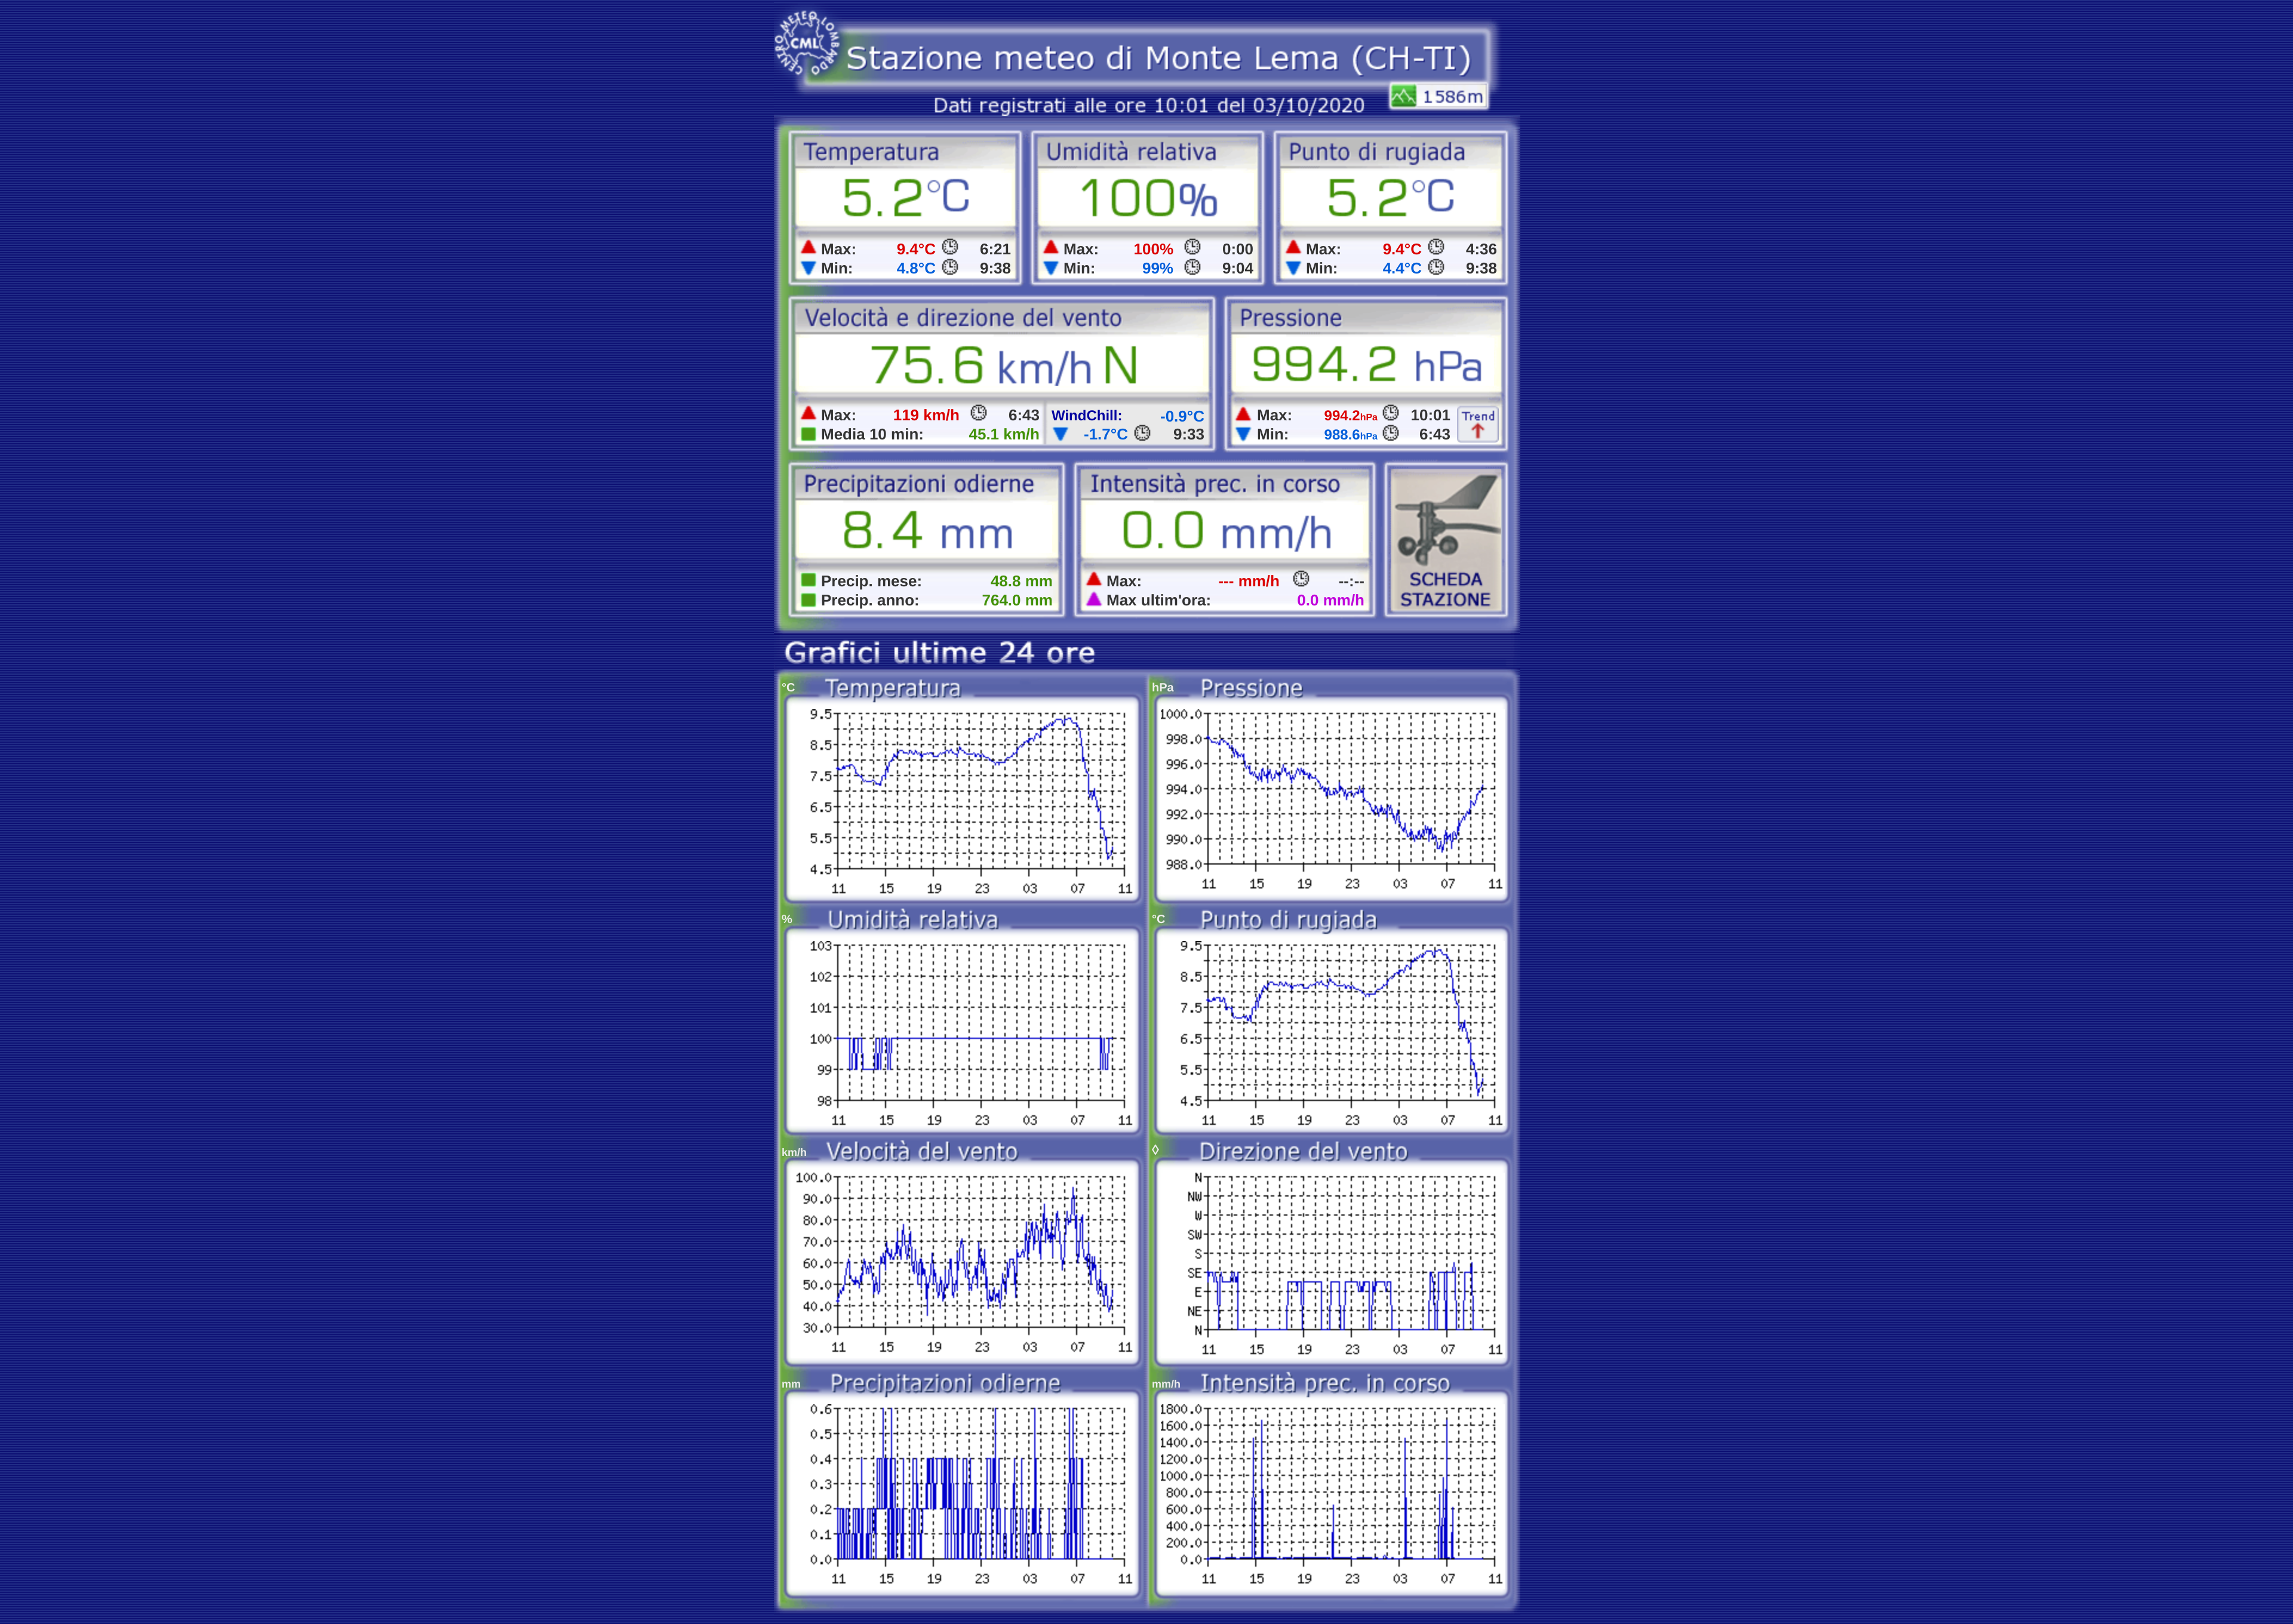 CENTRO METEO LOMBARDO
CML
Stazione meteo di Monte Lema (CH-TI)
1586m
Dati registrati alle ore 10:01 del 03/10/2020
Temperatura
5.2°C
Max: 9.4°C 6:21
Min: 4.8°C 9:38
Umidità relativa
100%
Max: 100% 0:00
Min: 99% 9:04
Punto di rugiada
5.2°C
Max: 9.4°C 4:36
Min: 4.4°C 9:38
Velocità e direzione del vento
75.6 km/h N
Max: 119 km/h 6:43
Media 10 min: 45.1 km/h
WindChill: -0.9°C
-1.7°C 9:33
Pressione
994.2 hPa
Max: 994.2hPa 10:01
Min: 988.6hPa 6:43
Trend
Precipitazioni odierne
8.4 mm
Precip. mese: 48.8 mm
Precip. anno: 764.0 mm
Intensità prec. in corso
0.0 mm/h
Max: --- mm/h --:--
Max ultim'ora: 0.0 mm/h
SCHEDA
STAZIONE
Grafici ultime 24 ore
°C Temperatura
9.5
8.5
7.5
6.5
5.5
4.5
11 15 19 23 03 07 11
hPa Pressione
1000.0
998.0
996.0
994.0
992.0
990.0
988.0
11 15 19 23 03 07 11
% Umidità relativa
103
102
101
100
99
98
11 15 19 23 03 07 11
°C Punto di rugiada
9.5
8.5
7.5
6.5
5.5
4.5
11 15 19 23 03 07 11
km/h Velocità del vento
100.0
90.0
80.0
70.0
60.0
50.0
40.0
30.0
11 15 19 23 03 07 11
◊ Direzione del vento
N
NW
W
SW
S
SE
E
NE
N
11 15 19 23 03 07 11
mm Precipitazioni odierne
0.6
0.5
0.4
0.3
0.2
0.1
0.0
11 15 19 23 03 07 11
mm/h Intensità prec. in corso
1800.0
1600.0
1400.0
1200.0
1000.0
800.0
600.0
400.0
200.0
0.0
11 15 19 23 03 07 11